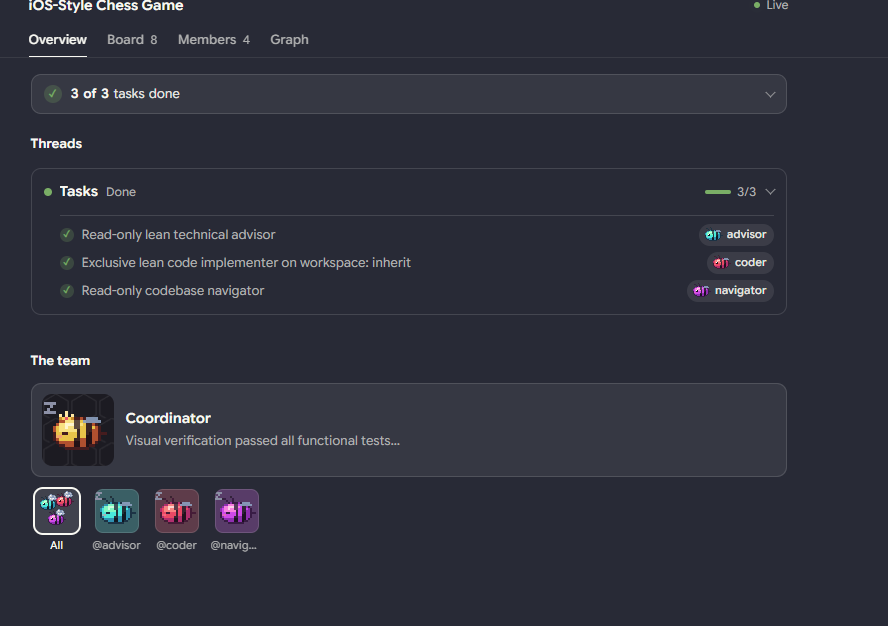 iOS-Style Chess Game
Live
Overview Board 8 Members 4 Graph
3 of 3 tasks done
Threads
Tasks Done 3/3
Read-only lean technical advisor advisor
Exclusive lean code implementer on workspace: inherit coder
Read-only codebase navigator navigator
The team
Coordinator
Visual verification passed all functional tests...
All @advisor @coder @navig...